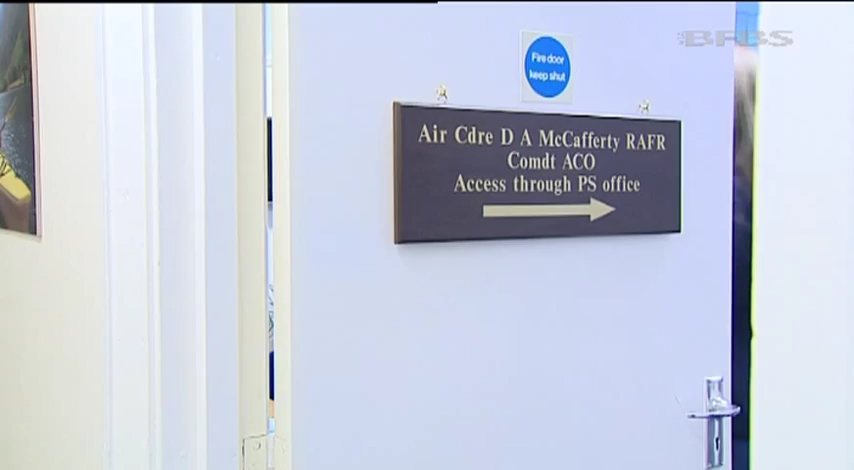 BFBS
Fire door
keep shut
Air Cdre D A McCafferty RAFR
Comdt ACO
Access through PS office